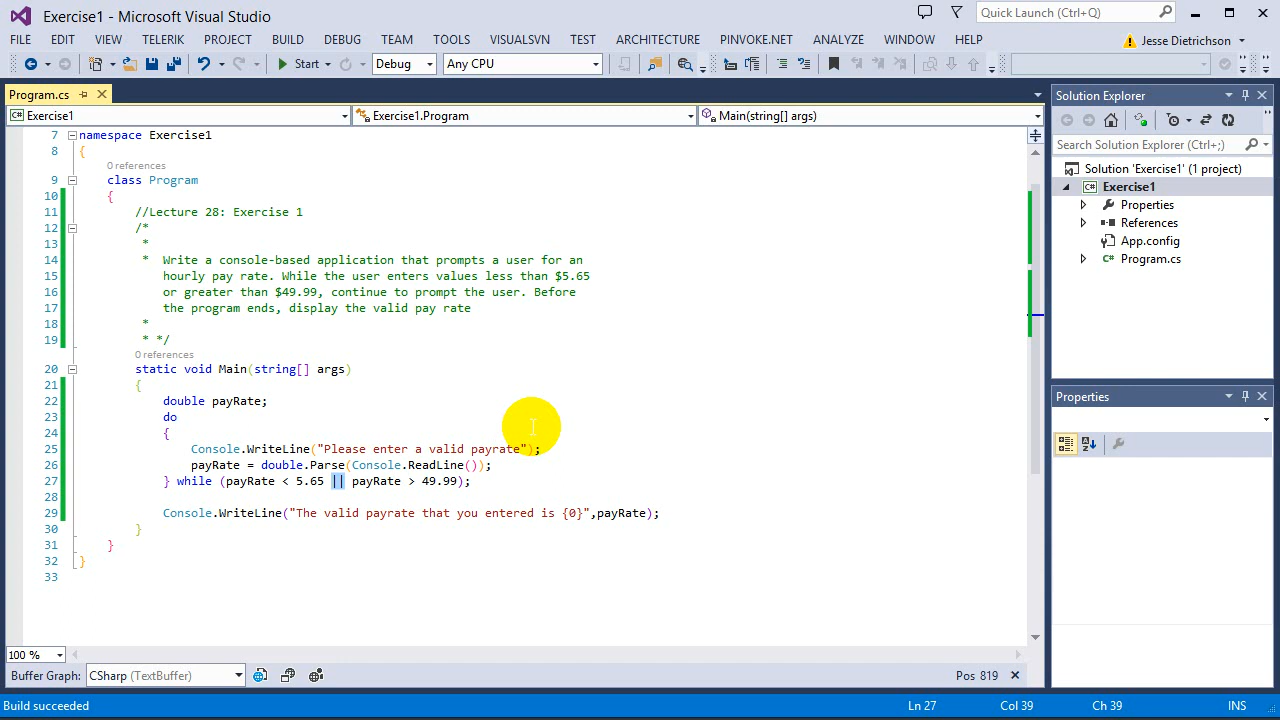 Exercise1 - Microsoft Visual Studio
Quick Launch (Ctrl+Q)
FILE EDIT VIEW TELERIK PROJECT BUILD DEBUG TEAM TOOLS VISUALSVN TEST ARCHITECTURE PINVOKE.NET ANALYZE WINDOW HELP Jesse Dietrichson
Start Debug Any CPU
Program.cs
Exercise1 Exercise1.Program Main(string[] args)
7 namespace Exercise1
8 {
0 references
9 class Program
10 {
11 //Lecture 28: Exercise 1
12 /*
13 *
14 * Write a console-based application that prompts a user for an
15 hourly pay rate. While the user enters values less than $5.65
16 or greater than $49.99, continue to prompt the user. Before
17 the program ends, display the valid pay rate
18 *
19 * */
0 references
20 static void Main(string[] args)
21 {
22 double payRate;
23 do
24 {
25 Console.WriteLine("Please enter a valid payrate");
26 payRate = double.Parse(Console.ReadLine());
27 } while (payRate < 5.65 || payRate > 49.99);
28
29 Console.WriteLine("The valid payrate that you entered is {0}",payRate);
30 }
31 }
32 }
33
100 %
Buffer Graph: CSharp (TextBuffer) Pos 819
Solution Explorer
Search Solution Explorer (Ctrl+;)
Solution 'Exercise1' (1 project)
C# Exercise1
Properties
References
App.config
C# Program.cs
Properties
Build succeeded Ln 27 Col 39 Ch 39 INS